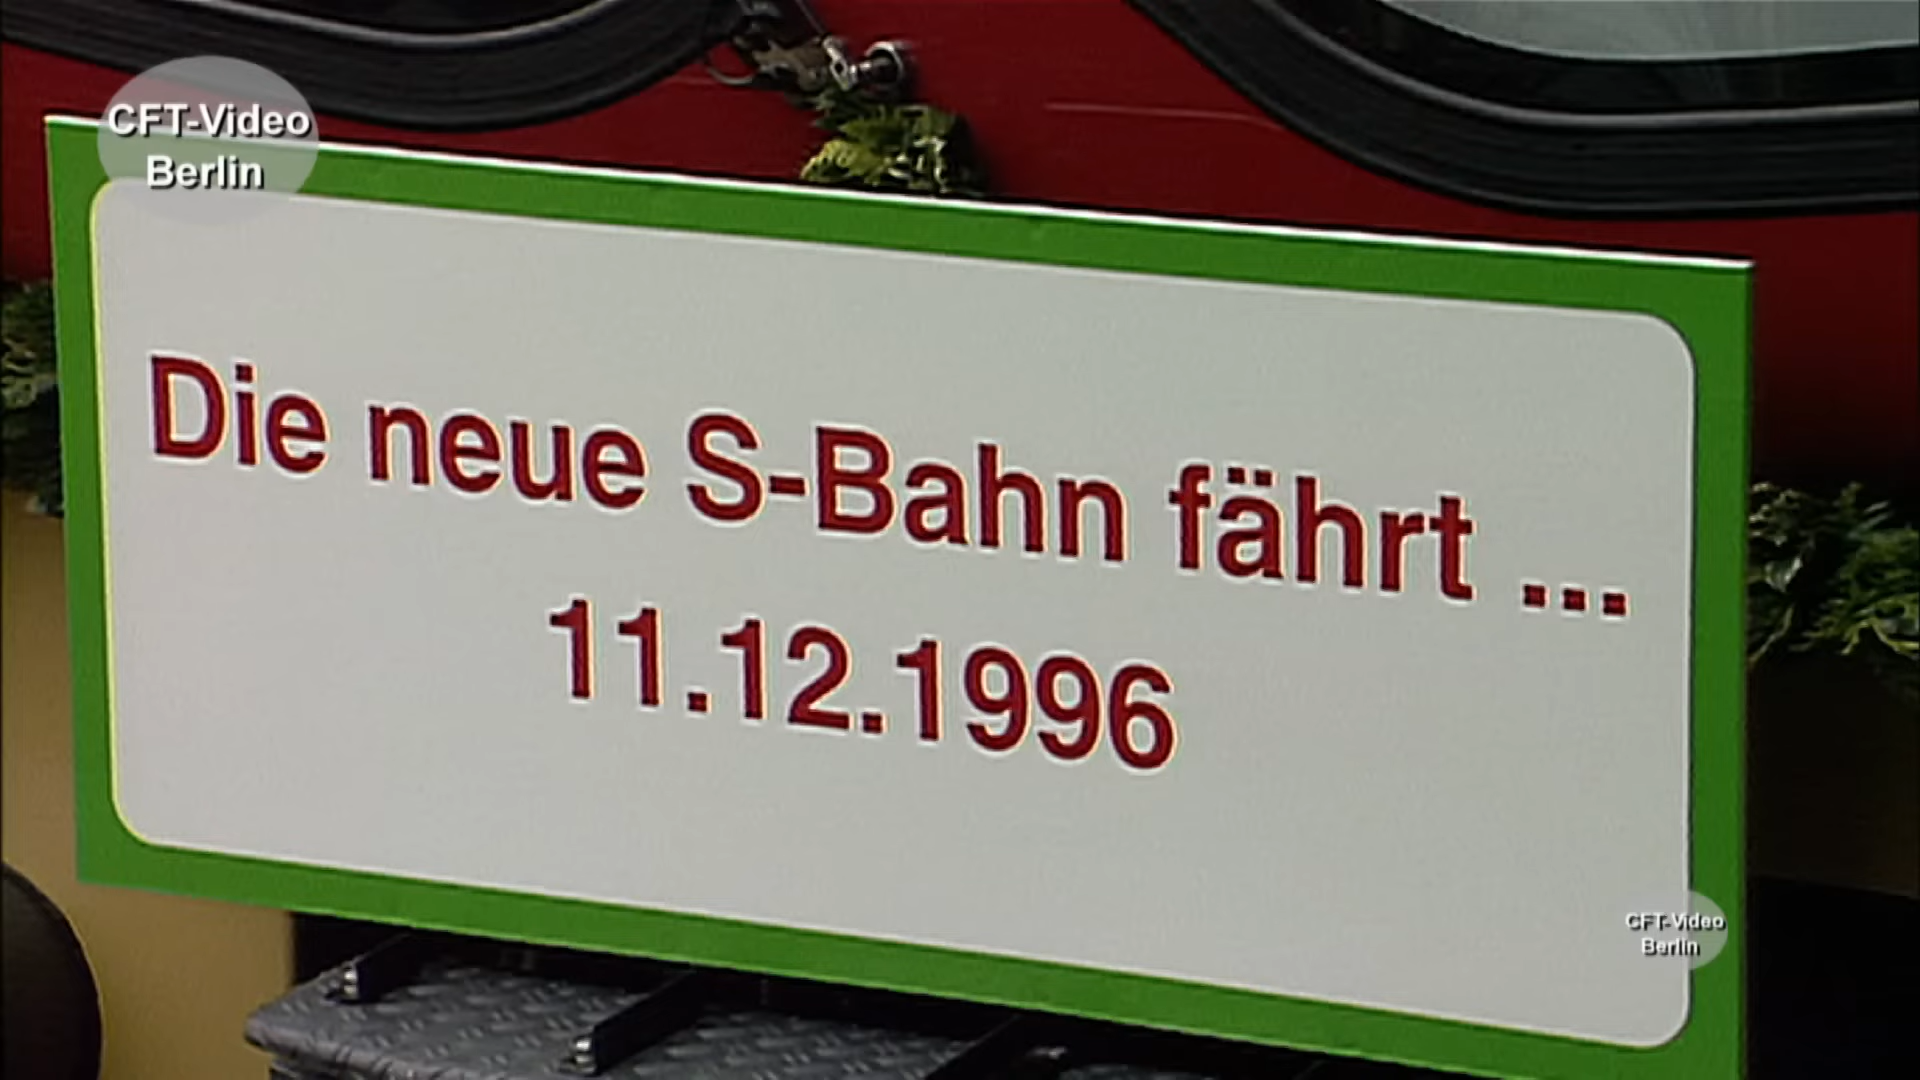 CFT-Video
Berlin
Die neue S-Bahn fährt ...
11.12.1996
CFT-Video
Berlin